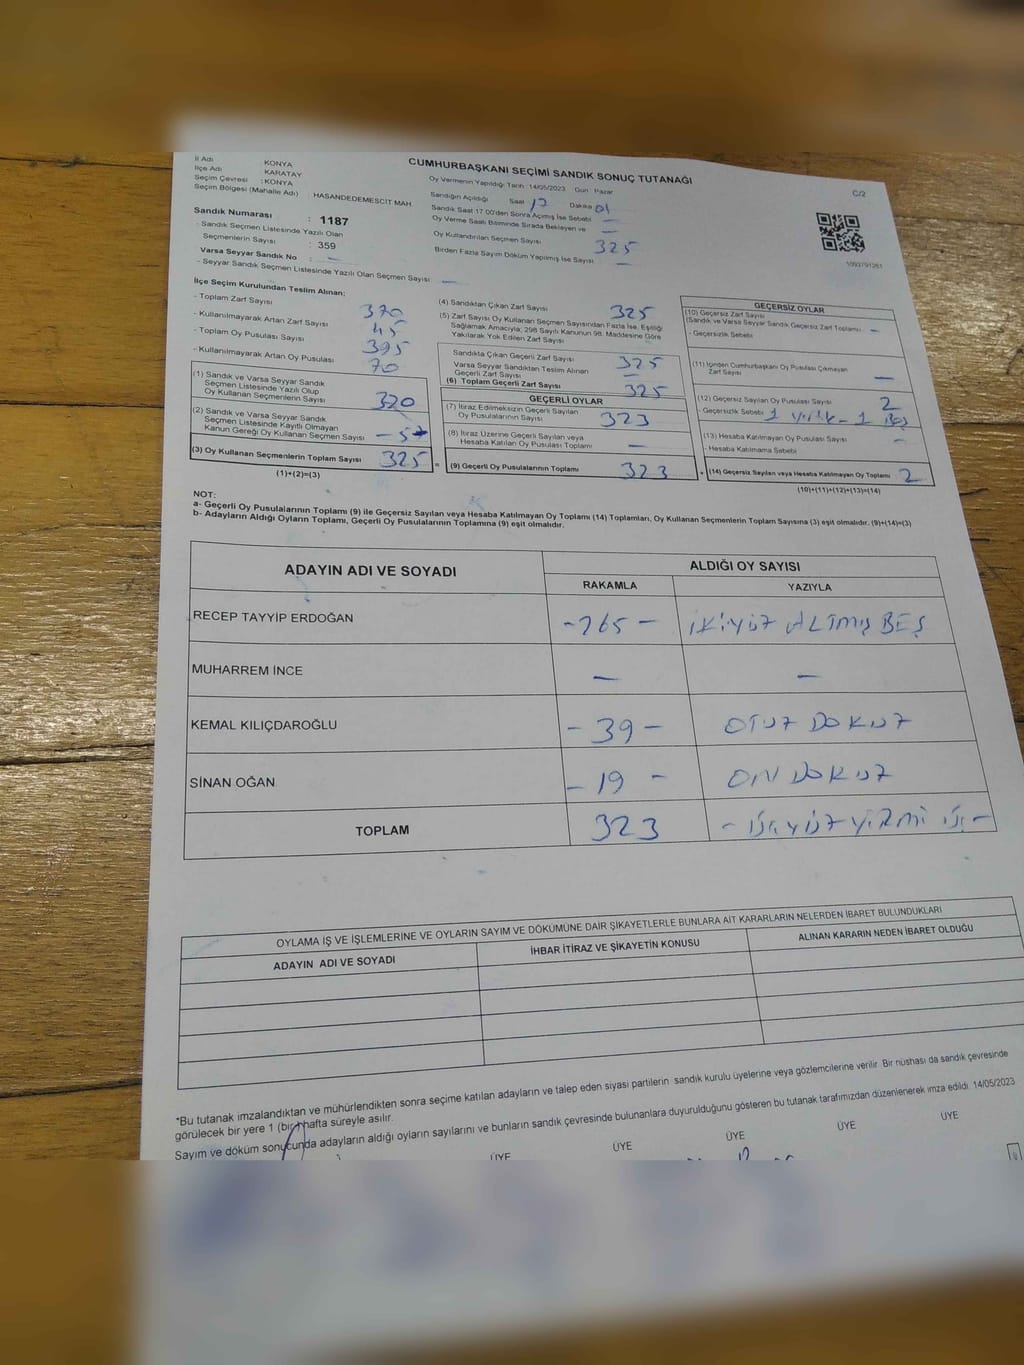 İl Adı : KONYA
İlçe Adı : KARATAY
Seçim Çevresi : KONYA
Seçim Bölgesi (Mahalle Adı) : HASANDEDEMESCİT MAH.
Sandık Numarası : 1187
- Sandık Seçmen Listesinde Yazılı Olan
Seçmenlerin Sayısı : 359
Varsa Seyyar Sandık No : –
- Seyyar Sandık Seçmen Listesinde Yazılı Olan Seçmen Sayısı : –
CUMHURBAŞKANI SEÇİMİ SANDIK SONUÇ TUTANAĞI
C/2
Oy Vermenin Yapıldığı Tarih : 14/05/2023 Gün : Pazar
Sandığın Açıldığı Saat 17 Dakika 01
Sandık Saat 17.00'den Sonra Açımış İse Sebebi –
Oy Verme Saati Bitiminde Sırada Bekleyen ve –
Oy Kullandırılan Seçmen Sayısı 325
Birden Fazla Sayım Döküm Yapılmış İse Sayısı –
1093791261
İlçe Seçim Kurulundan Teslim Alınan;
- Toplam Zarf Sayısı 370
- Kullanılmayarak Artan Zarf Sayısı 45
- Toplam Oy Pusulası Sayısı 395
- Kullanılmayarak Artan Oy Pusulası 70
(1) Sandık ve Varsa Seyyar Sandık
Seçmen Listesinde Yazılı Olup
Oy Kullanan Seçmenlerin Sayısı 320
(2) Sandık ve Varsa Seyyar Sandık
Seçmen Listesinde Kayıtlı Olmayan
Kanun Gereği Oy Kullanan Seçmen Sayısı - 5
(3) Oy Kullanan Seçmenlerin Toplam Sayısı 325
(1)+(2)=(3)
(4) Sandıktan Çıkan Zarf Sayısı 325
(5) Zarf Sayısı Oy Kullanan Seçmen Sayısından Fazla İse, Eşitliği
Sağlamak Amacıyla; 298 Sayılı Kanunun 98. Maddesine Göre
Yakılarak Yok Edilen Zarf Sayısı
Sandıkta Çıkan Geçerli Zarf Sayısı 325
Varsa Seyyar Sandıktan Teslim Alınan
Geçerli Zarf Sayısı –
(6) Toplam Geçerli Zarf Sayısı 325
GEÇERLİ OYLAR
(7) İtiraz Edilmeksizin Geçerli Sayılan
Oy Pusulalarının Sayısı 323
(8) İtiraz Üzerine Geçerli Sayılan veya
Hesaba Katılan Oy Pusulası Toplamı –
(9) Geçerli Oy Pusulalarının Toplamı 323
GEÇERSİZ OYLAR
(10) Geçersiz Zarf Sayısı
(Sandık ve Varsa Seyyar Sandık Geçersiz Zarf Toplamı) –
- Geçersizlik Sebebi
(11) İçinden Cumhurbaşkanı Oy Pusulası Çıkmayan
Zarf Sayısı –
(12) Geçersiz Sayılan Oy Pusulası Sayısı 2
- Geçersizlik Sebebi 1 - 1
(13) Hesaba Katılmayan Oy Pusulası Sayısı –
- Hesaba Katılmama Sebebi
(14) Geçersiz Sayılan veya Hesaba Katılmayan Oy Toplamı 2
(10)+(11)+(12)+(13)=(14)
NOT:
a- Geçerli Oy Pusulalarının Toplamı (9) ile Geçersiz Sayılan veya Hesaba Katılmayan Oy Toplamı (14) Toplamları, Oy Kullanan Seçmenlerin Toplam Sayısına (3) eşit olmalıdır. (9)+(14)=(3)
b- Adayların Aldığı Oyların Toplamı, Geçerli Oy Pusulalarının Toplamına (9) eşit olmalıdır.
ADAYIN ADI VE SOYADI
ALDIĞI OY SAYISI
RAKAMLA YAZIYLA
RECEP TAYYİP ERDOĞAN - 265 - İKİYÜZ ALTMIŞ BEŞ
MUHARREM İNCE – –
KEMAL KILIÇDAROĞLU - 39 - OTUZ DOKUZ
SİNAN OĞAN - 19 - ON DOKUZ
TOPLAM 323 - üçyüz yirmi üç -
OYLAMA İŞ VE İŞLEMLERİNE VE OYLARIN SAYIM VE DÖKÜMÜNE DAİR ŞİKAYETLERLE BUNLARA AİT KARARLARIN NELERDEN İBARET BULUNDUKLARI
ADAYIN ADI VE SOYADI İHBAR İTİRAZ VE ŞİKAYETİN KONUSU ALINAN KARARIN NEDEN İBARET OLDUĞU
*Bu tutanak imzalandıktan ve mühürlendikten sonra seçime katılan adayların ve talep eden siyasi partilerin sandık kurulu üyelerine veya gözlemcilerine verilir. Bir nüshası da sandık çevresinde
görülecek bir yere 1 (bir) hafta süreyle asılır.
Sayım ve döküm sonucunda adayların aldığı oyların sayılarını ve bunların sandık çevresinde bulunanlara duyurulduğunu gösteren bu tutanak tarafımızdan düzenlenerek imza edildi. 14/05/2023
ÜYE ÜYE ÜYE ÜYE ÜYE